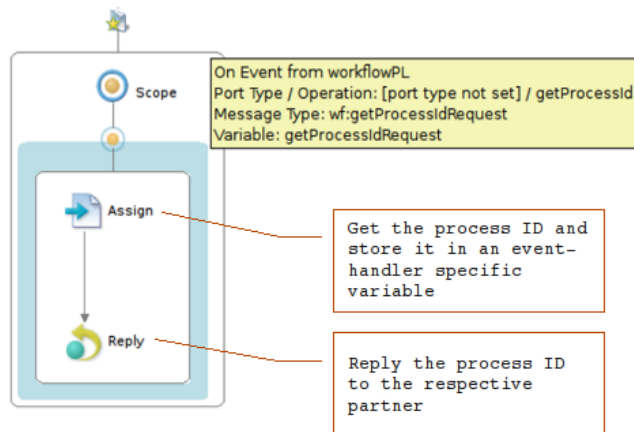 On Event from workflowPL
Port Type / Operation: [port type not set] / getProcessId
Message Type: wf:getProcessIdRequest
Variable: getProcessIdRequest
Scope
Assign
Get the process ID and
store it in an event-
handler specific
variable
Reply
Reply the process ID
to the respective
partner